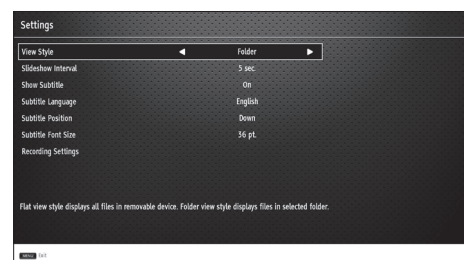 Settings
View Style Folder
Slideshow Interval 5 sec.
Show Subtitle On
Subtitle Language English
Subtitle Position Down
Subtitle Font Size 36 pt.
Recording Settings
Flat view style displays all files in removable device. Folder view style displays files in selected folder.
MENU Exit